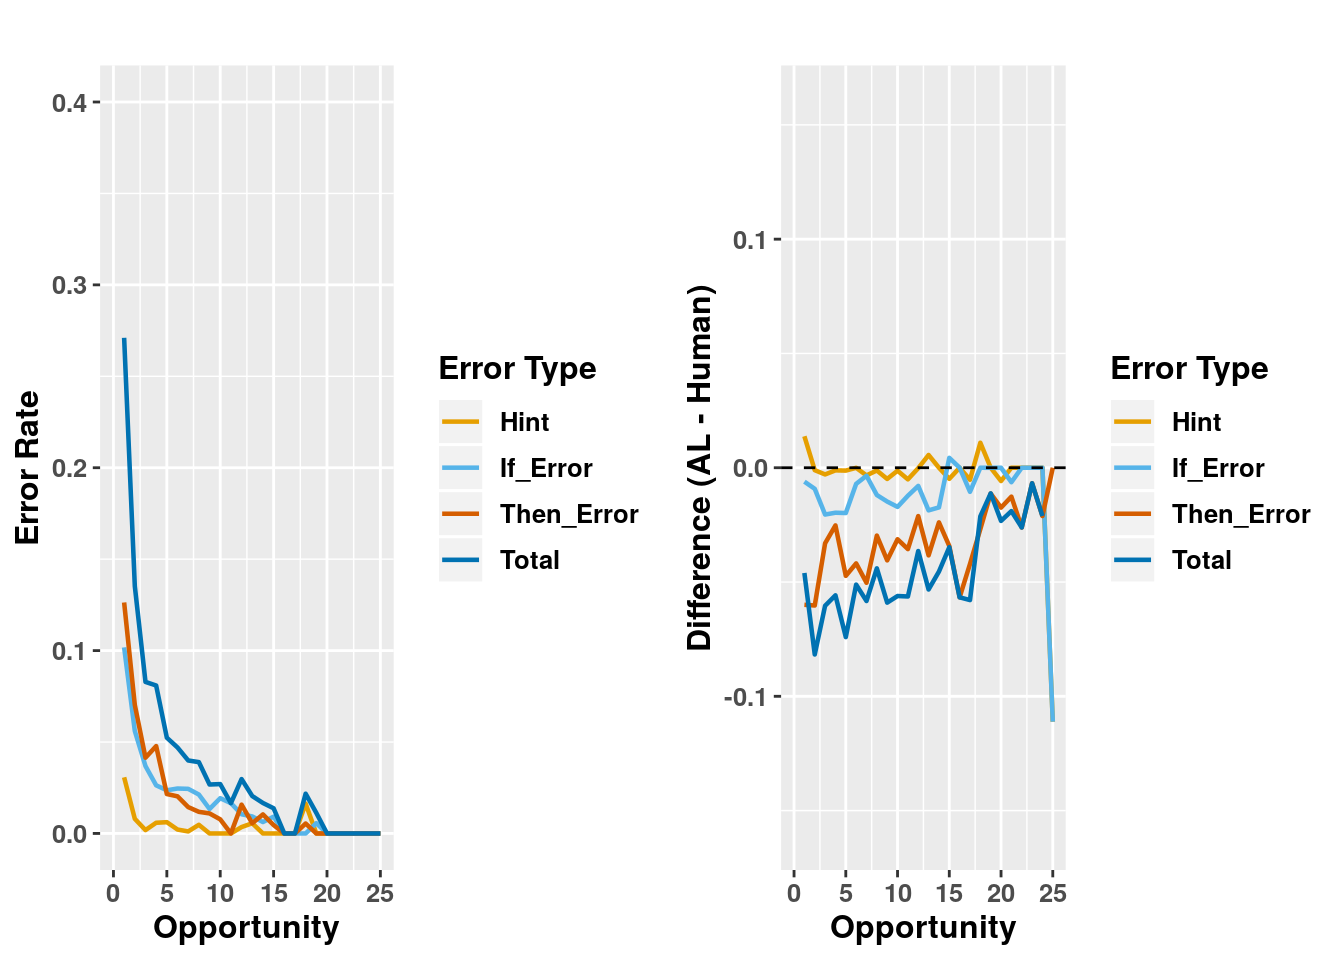 Error Rate
0.4
0.3
0.2
0.1
0.0
0 5 10 15 20 25
Opportunity
Error Type
Hint
If_Error
Then_Error
Total
Difference (AL - Human)
0.1
0.0
-0.1
0 5 10 15 20 25
Opportunity
Error Type
Hint
If_Error
Then_Error
Total